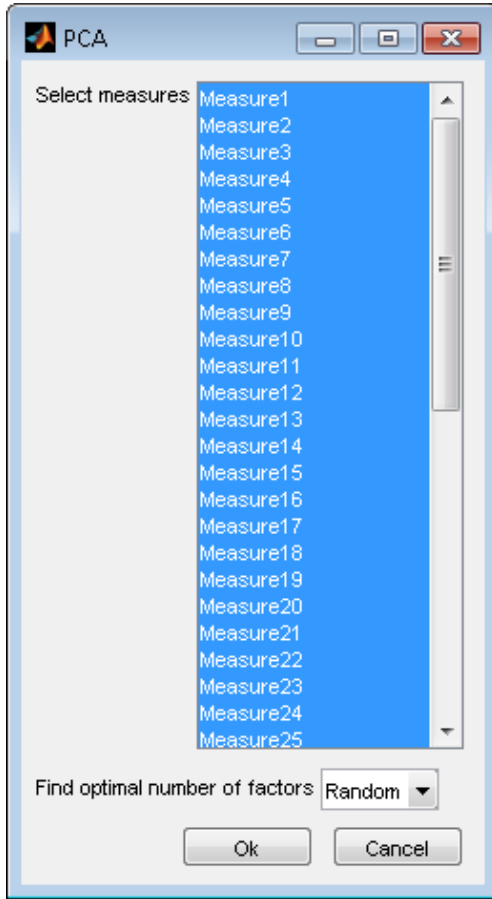 PCA
Select measures
Measure1
Measure2
Measure3
Measure4
Measure5
Measure6
Measure7
Measure8
Measure9
Measure10
Measure11
Measure12
Measure13
Measure14
Measure15
Measure16
Measure17
Measure18
Measure19
Measure20
Measure21
Measure22
Measure23
Measure24
Measure25
Find optimal number of factors Random
Ok Cancel